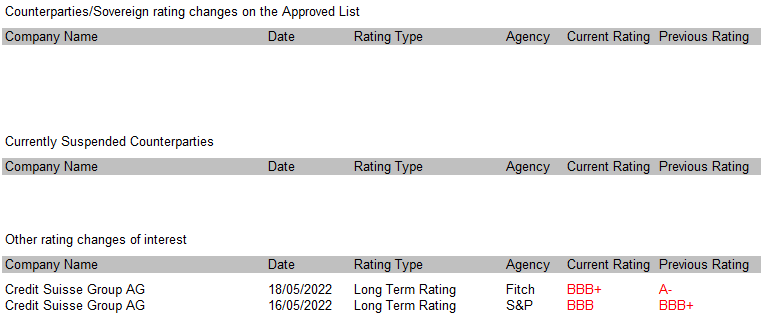 Counterparties/Sovereign rating changes on the Approved List
Company Name Date Rating Type Agency Current Rating Previous Rating
Currently Suspended Counterparties
Company Name Date Rating Type Agency Current Rating Previous Rating
Other rating changes of interest
Company Name Date Rating Type Agency Current Rating Previous Rating
Credit Suisse Group AG 18/05/2022 Long Term Rating Fitch BBB+ A-
Credit Suisse Group AG 16/05/2022 Long Term Rating S&P BBB BBB+